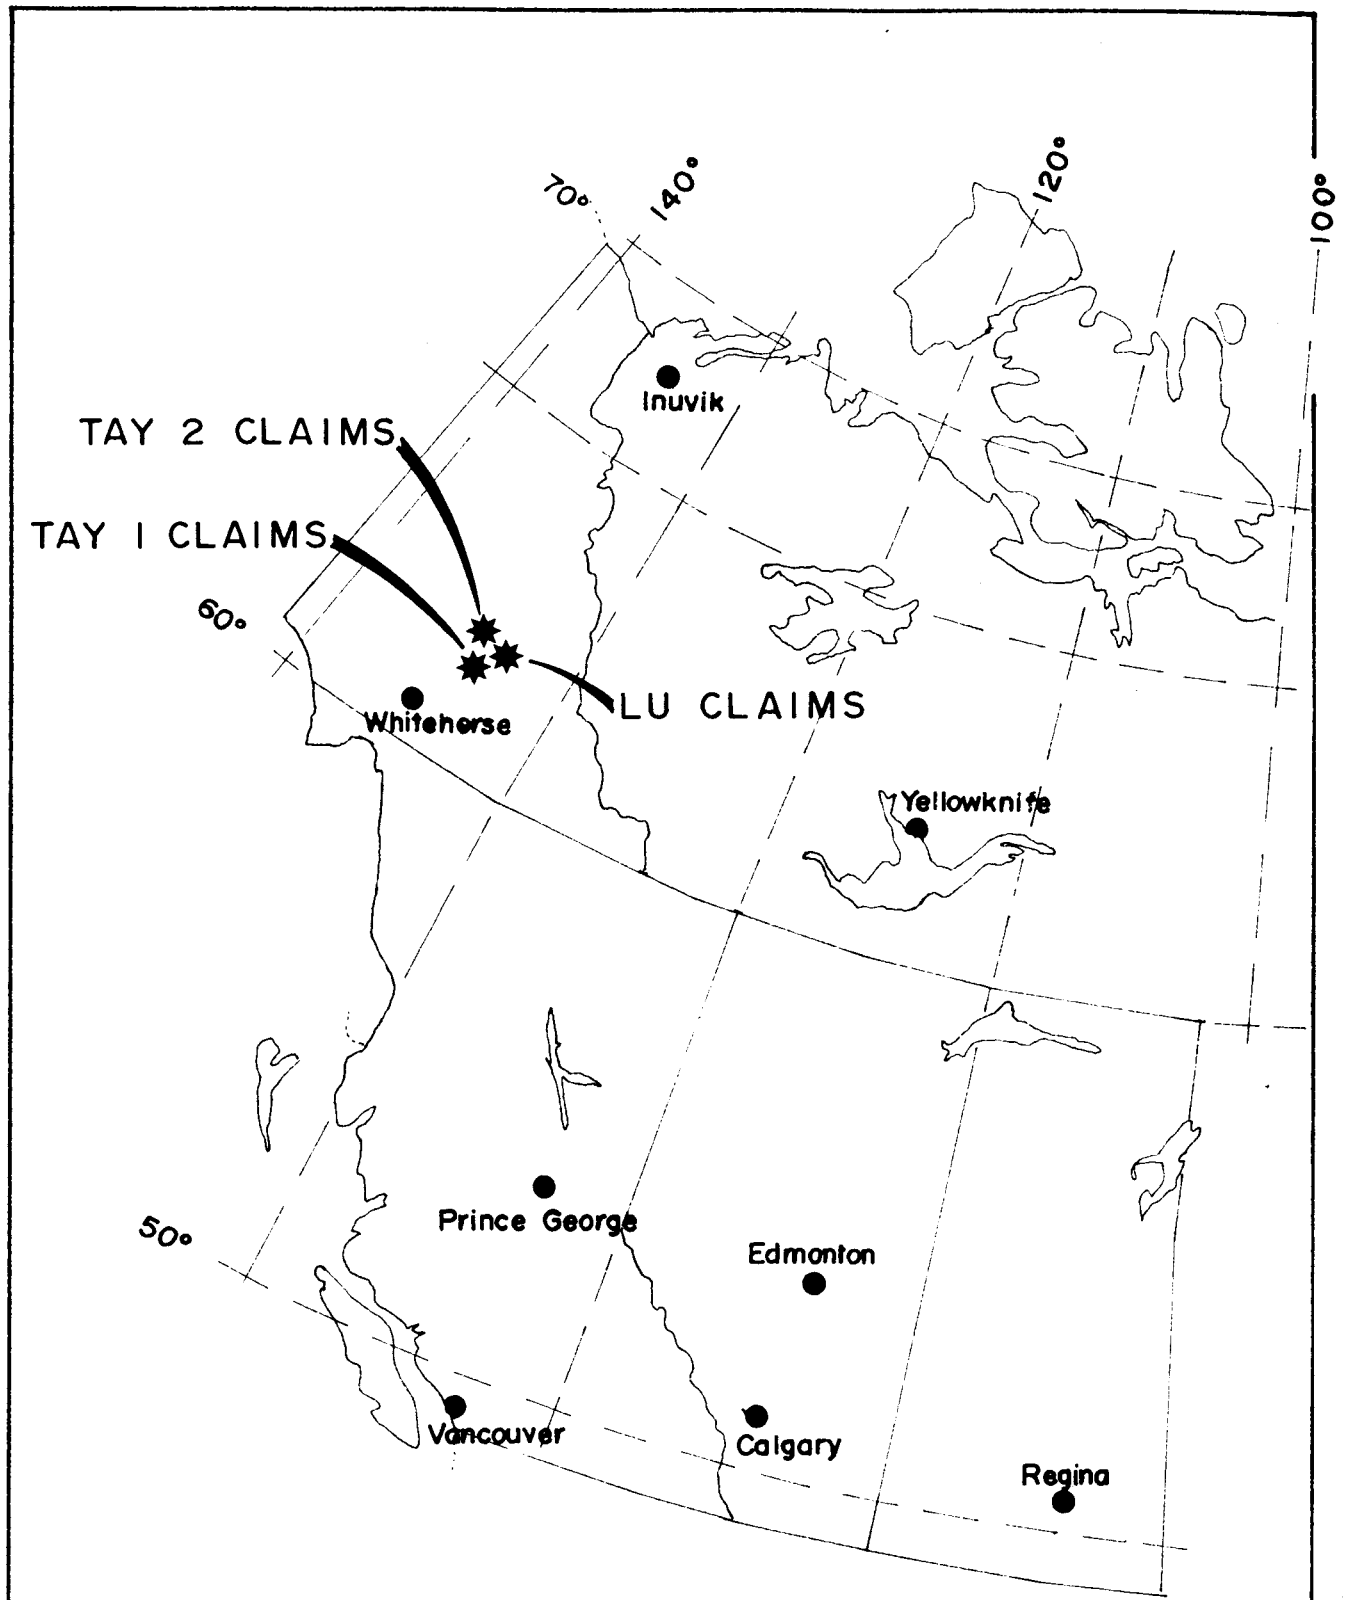 70°
140°
120°
100°
Inuvik
TAY 2 CLAIMS
TAY 1 CLAIMS
60°
LU CLAIMS
Whitehorse
Yellowknife
Prince George
50°
Edmonton
Vancouver
Calgary
Regina